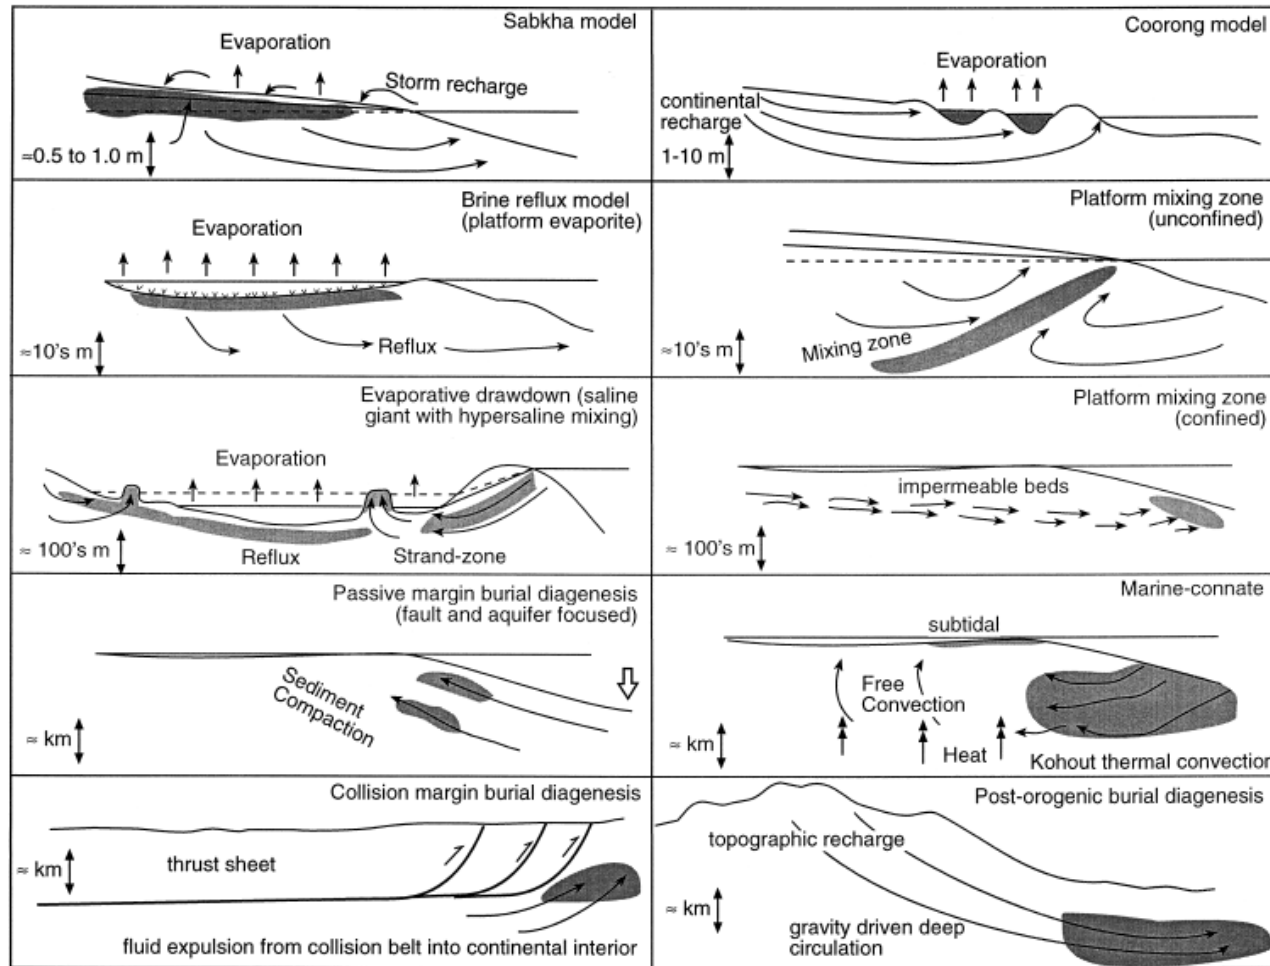 Sabkha model
Evaporation
Storm recharge
≈0.5 to 1.0 m
Coorong model
Evaporation
continental
recharge
1-10 m
Brine reflux model
(platform evaporite)
Evaporation
Reflux
≈10's m
Platform mixing zone
(unconfined)
Mixing zone
≈10's m
Evaporative drawdown (saline
giant with hypersaline mixing)
Evaporation
≈ 100's m
Reflux
Strand-zone
Platform mixing zone
(confined)
impermeable beds
≈ 100's m
Passive margin burial diagenesis
(fault and aquifer focused)
Sediment
Compaction
≈ km
Marine-connate
subtidal
Free
Convection
≈ km
Heat
Kohout thermal convection
Collision margin burial diagenesis
thrust sheet
≈ km
fluid expulsion from collision belt into continental interior
Post-orogenic burial diagenesis
topographic recharge
≈ km
gravity driven deep
circulation